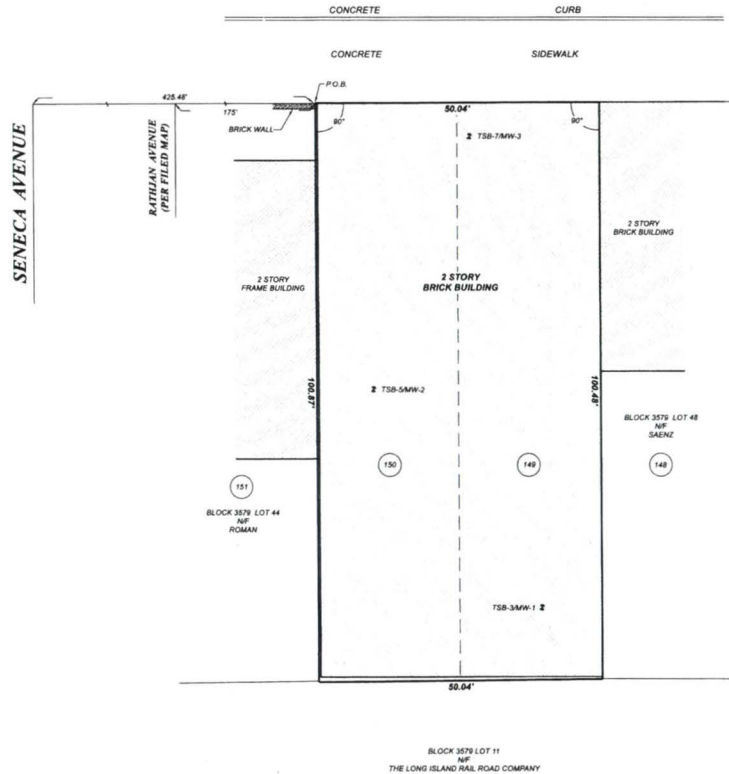 CONCRETE CURB
CONCRETE SIDEWALK
P.O.B.
425.48'
175'
BRICK WALL
50.04'
90°
90°
SENECA AVENUE
RATHJAN AVENUE
(PER FILED MAP)
TSB-7/MW-3
2 STORY
BRICK BUILDING
2 STORY
FRAME BUILDING
2 STORY
BRICK BUILDING
100.87'
TSB-5/MW-2
100.48'
BLOCK 3579 LOT 48
N/F
SAENZ
150
149
148
151
BLOCK 3579 LOT 44
N/F
ROMAN
TSB-3/MW-1
50.04'
BLOCK 3579 LOT 11
N/F
THE LONG ISLAND RAIL ROAD COMPANY